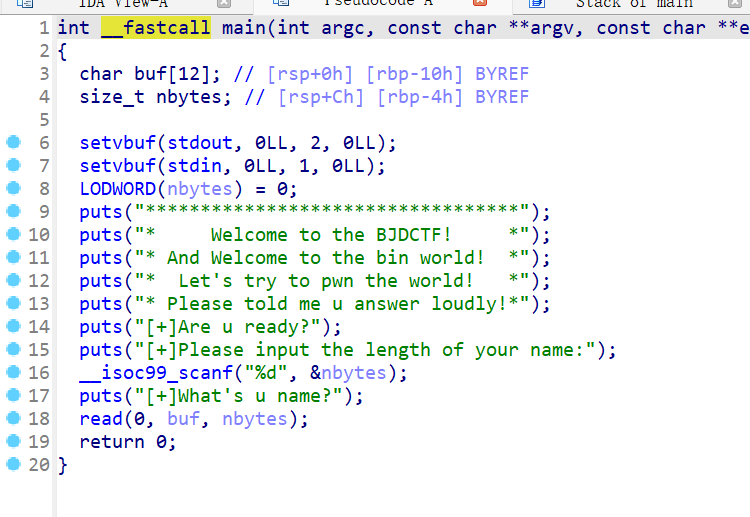 IDA View-A Pseudocode-A Stack of main
1 int __fastcall main(int argc, const char **argv, const char **e
2 {
3 char buf[12]; // [rsp+0h] [rbp-10h] BYREF
4 size_t nbytes; // [rsp+Ch] [rbp-4h] BYREF
5
6 setvbuf(stdout, 0LL, 2, 0LL);
7 setvbuf(stdin, 0LL, 1, 0LL);
8 LODWORD(nbytes) = 0;
9 puts("**********************************");
10 puts("*     Welcome to the BJDCTF!     *");
11 puts("* And Welcome to the bin world!  *");
12 puts("*  Let's try to pwn the world!   *");
13 puts("* Please told me u answer loudly!*");
14 puts("[+]Are u ready?");
15 puts("[+]Please input the length of your name:");
16 __isoc99_scanf("%d", &nbytes);
17 puts("[+]What's u name?");
18 read(0, buf, nbytes);
19 return 0;
20 }